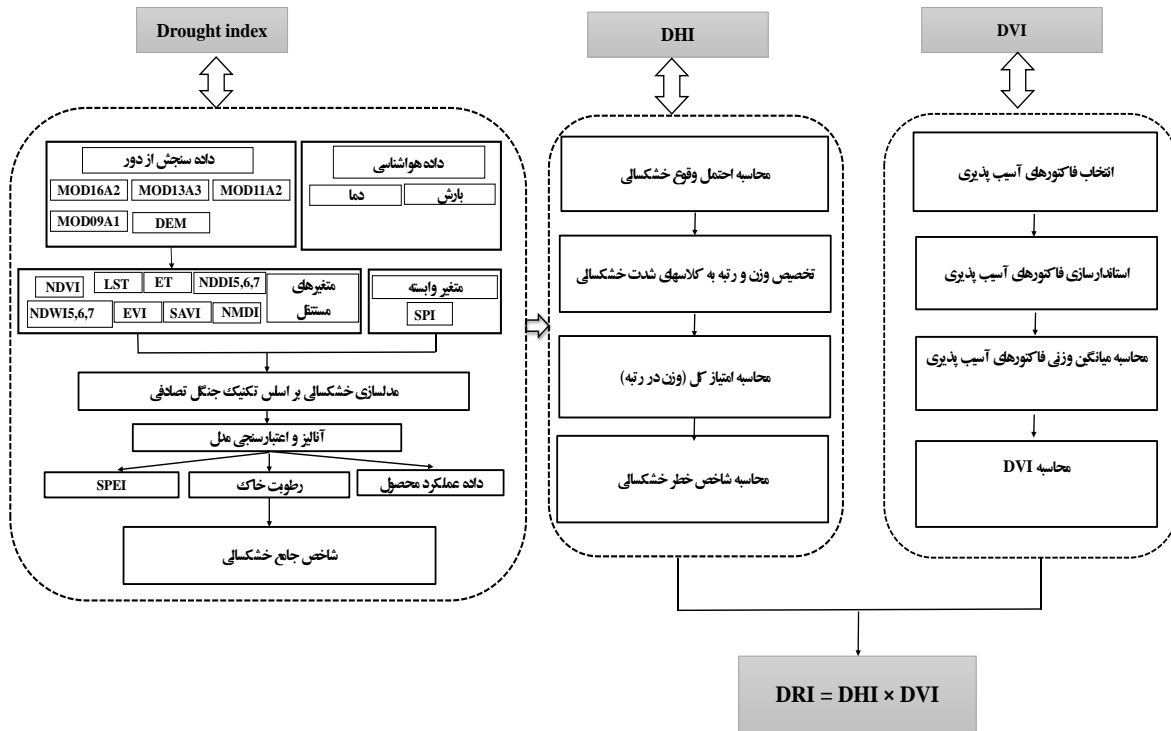 Drought index
DHI
DVI
داده سنجش از دور
MOD16A2
MOD13A3
MOD11A2
MOD09A1
DEM
داده هواشناسی
دما
بارش
NDVI
LST
ET
NDDI5,6,7
متغیرهای
مستتقل
NDWI5,6,7
EVI
SAVI
NMDI
متغیر وابسته
SPI
مدلسازی خشکسالی بر اسلس تکنیک جنگل تصادفی
آنالیز و اعتبارسنجی مدل
SPEI
رطوبت خاک
داده عملکرد محصول
شاخص جامع خشکسالی
محاسبه احتمل وقوع خشکسالی
تخصیص وزن و رتبه به کلاسهای شدت خشکسالی
محاسبه امتیاز کل (وزن در رتبه)
محاسبه شاخص خطر خشکسالی
انتخاب فاکتورهای آسیب پذیری
استاندارسازی فاکتورهای آسیب پذیری
محاسبه میانگین وزنی فاکتورهای آسیب پذیری
محاسبه DVI
DRI = DHI × DVI